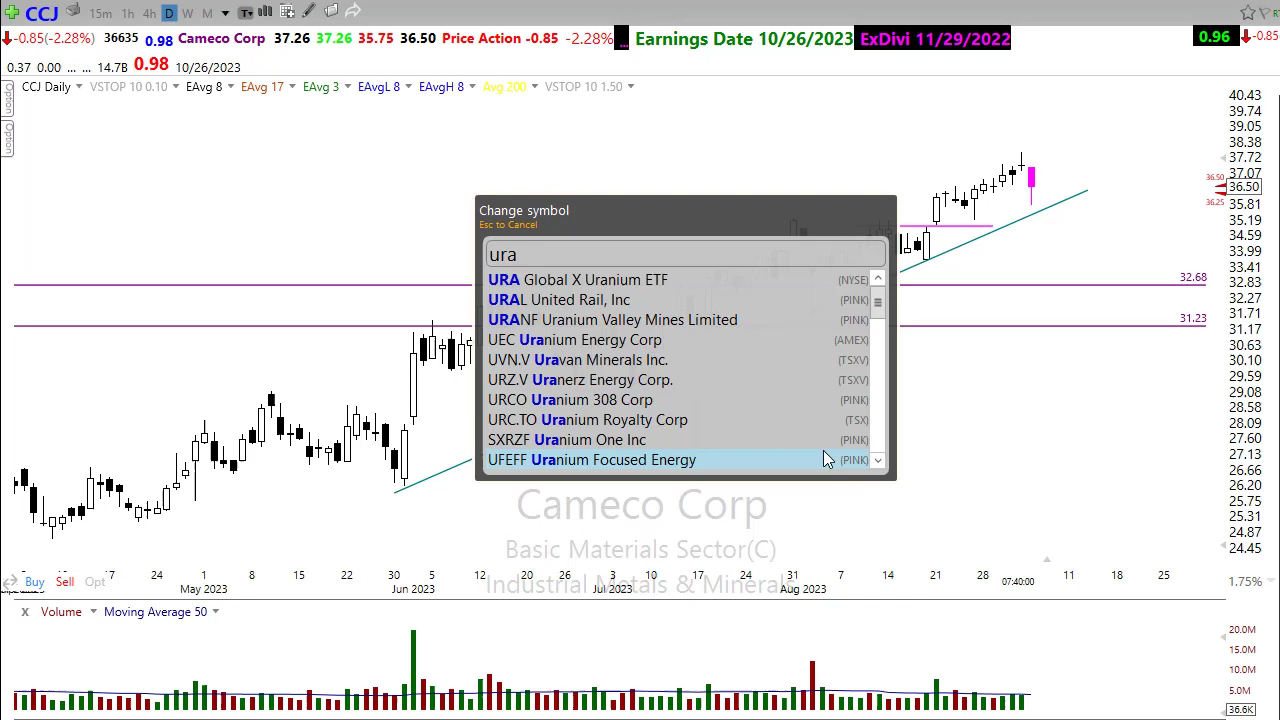 CCJ 15m 1h 4h D W M T
-0.85(-2.28%) 36635 0.98 Cameco Corp 37.26 37.26 35.75 36.50 Price Action -0.85 -2.28% ... Earnings Date 10/26/2023 ExDivi 11/29/2022 0.96 -0.85
0.37 0.00 ... ... 14.7B 0.98 10/26/2023
CCJ Daily VSTOP 10 0.10 EAvg 8 EAvg 17 EAvg 3 EAvgL 8 EAvgH 8 Avg 200 VSTOP 10 1.50
Option
Option
40.43
39.74
39.05
38.38
37.72
37.07
36.50
36.50
36.25
35.81
35.19
34.59
33.99
33.41
32.83
32.27
31.71
31.17
30.63
30.10
29.59
29.08
28.58
28.09
27.60
27.13
26.66
26.20
25.75
25.31
24.87
24.45
32.68
31.23
Change symbol
Esc to Cancel
ura
URA Global X Uranium ETF (NYSE)
URAL United Rail, Inc (PINK)
URANF Uranium Valley Mines Limited (PINK)
UEC Uranium Energy Corp (AMEX)
UVN.V Uravan Minerals Inc. (TSXV)
URZ.V Uranerz Energy Corp. (TSXV)
URCO Uranium 308 Corp (PINK)
URC.TO Uranium Royalty Corp (TSX)
SXRZF Uranium One Inc (PINK)
UFEFF Uranium Focused Energy (PINK)
Cameco Corp
Basic Materials Sector(C)
Industrial Metals & Minerals
Buy Sell Opt
17 24 1 8 15 22 30 5 12 20 26 3 10 17 24 31 7 14 21 28 07:40:00 11 18 25
May 2023 Jun 2023 Jul 2023 Aug 2023
1.75%
x Volume Moving Average 50
20.0M
15.0M
10.0M
5.0M
36.6K